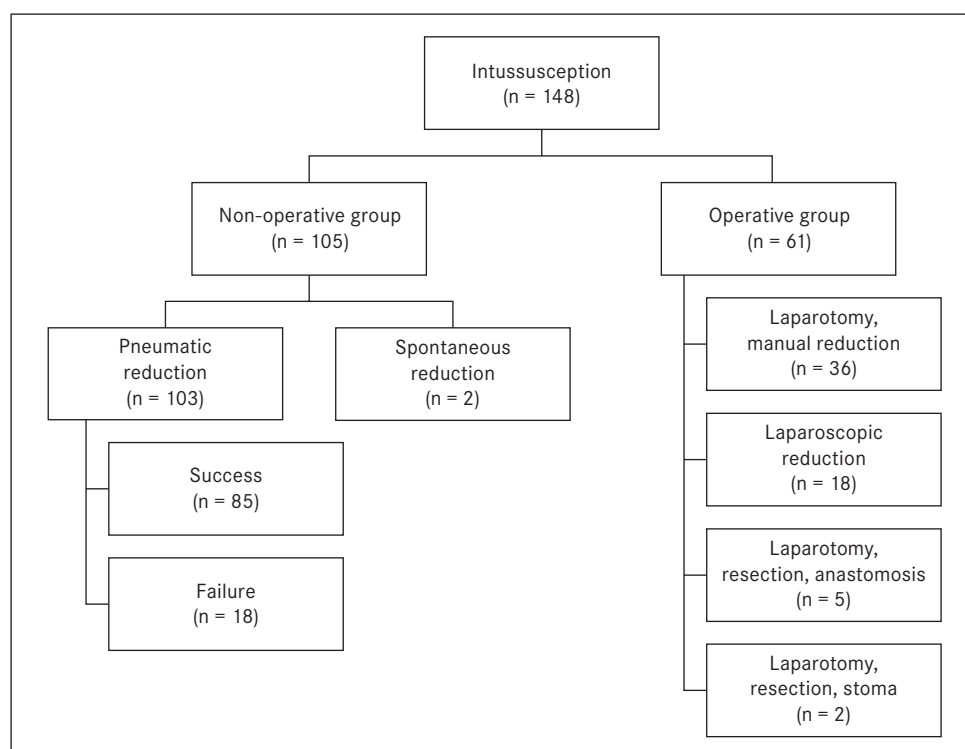 Intussusception
(n = 148)
Non-operative group
(n = 105)
Operative group
(n = 61)
Pneumatic
reduction
(n = 103)
Spontaneous
reduction
(n = 2)
Success
(n = 85)
Failure
(n = 18)
Laparotomy,
manual reduction
(n = 36)
Laparoscopic
reduction
(n = 18)
Laparotomy,
resection, anastomosis
(n = 5)
Laparotomy,
resection, stoma
(n = 2)